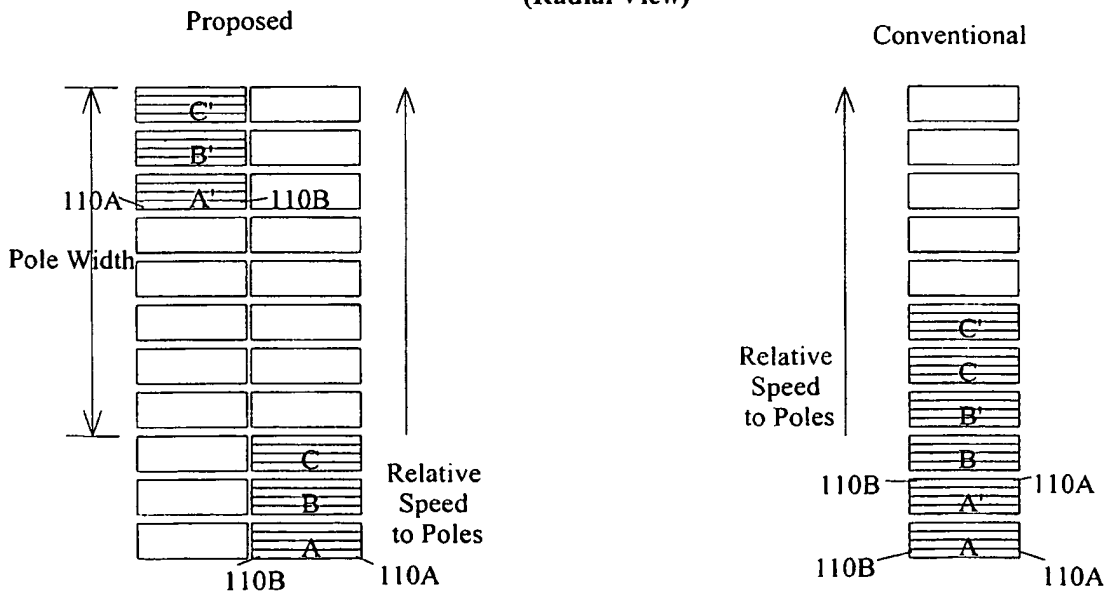 (Radial View)
Proposed
Conventional
C'
B'
110A A' 110B
Pole Width
C
B
A
110B 110A
Relative
Speed
to Poles
Relative
Speed
to Poles
C'
C
B'
B
110B 110A
A'
A
110B 110A